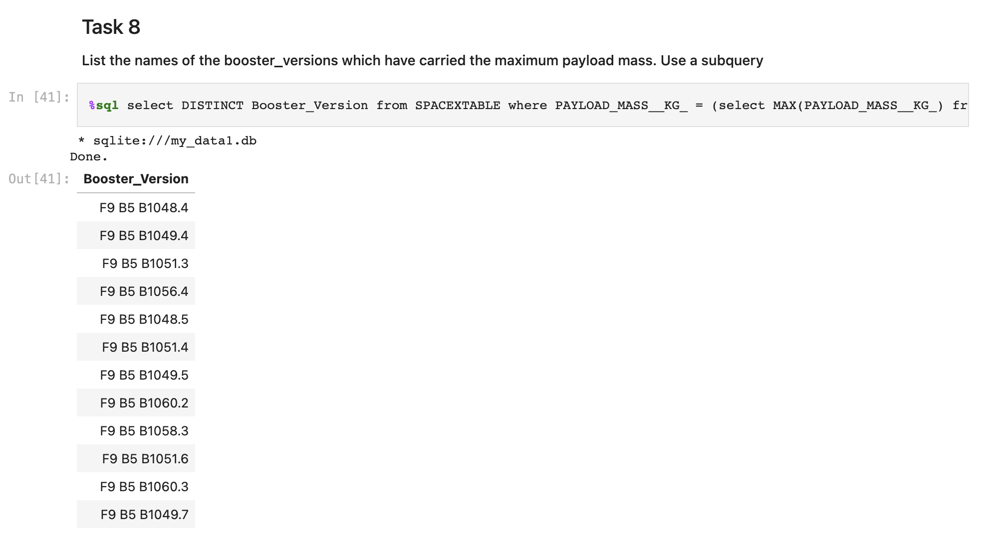 Task 8
List the names of the booster_versions which have carried the maximum payload mass. Use a subquery
In [41]: %sql select DISTINCT Booster_Version from SPACEXTABLE where PAYLOAD_MASS__KG_ = (select MAX(PAYLOAD_MASS__KG_) fr
* sqlite:///my_data1.db
Done.
Out[41]: Booster_Version
F9 B5 B1048.4
F9 B5 B1049.4
F9 B5 B1051.3
F9 B5 B1056.4
F9 B5 B1048.5
F9 B5 B1051.4
F9 B5 B1049.5
F9 B5 B1060.2
F9 B5 B1058.3
F9 B5 B1051.6
F9 B5 B1060.3
F9 B5 B1049.7